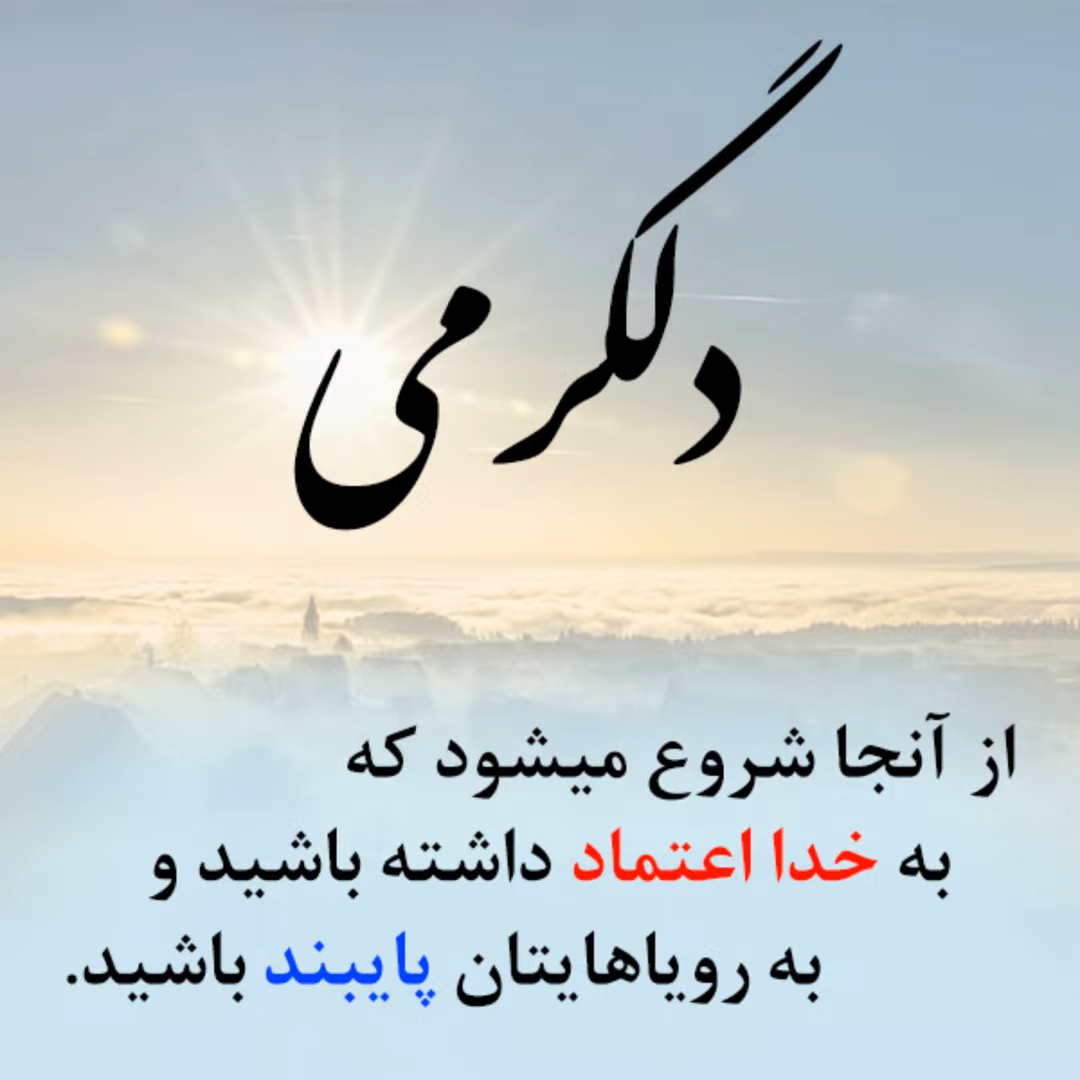 دلگرمی
از آنجا شروع میشود که
به خدا اعتماد داشته باشید و
به رویاهایتان پایبند باشید.